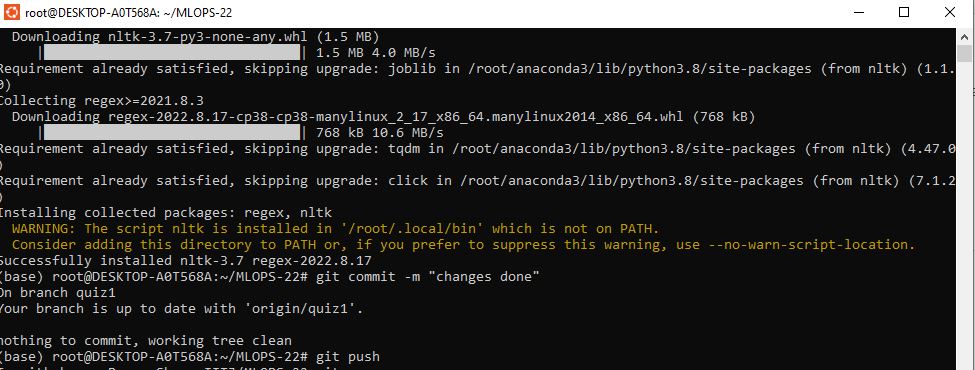 root@DESKTOP-A0T568A: ~/MLOPS-22
Downloading nltk-3.7-py3-none-any.whl (1.5 MB)
|████████████████████████████████| 1.5 MB 4.0 MB/s
Requirement already satisfied, skipping upgrade: joblib in /root/anaconda3/lib/python3.8/site-packages (from nltk) (1.1.
0)
Collecting regex>=2021.8.3
Downloading regex-2022.8.17-cp38-cp38-manylinux_2_17_x86_64.manylinux2014_x86_64.whl (768 kB)
|████████████████████████████████| 768 kB 10.6 MB/s
Requirement already satisfied, skipping upgrade: tqdm in /root/anaconda3/lib/python3.8/site-packages (from nltk) (4.47.0
)
Requirement already satisfied, skipping upgrade: click in /root/anaconda3/lib/python3.8/site-packages (from nltk) (7.1.2
)
Installing collected packages: regex, nltk
WARNING: The script nltk is installed in '/root/.local/bin' which is not on PATH.
Consider adding this directory to PATH or, if you prefer to suppress this warning, use --no-warn-script-location.
Successfully installed nltk-3.7 regex-2022.8.17
(base) root@DESKTOP-A0T568A:~/MLOPS-22# git commit -m "changes done"
On branch quiz1
Your branch is up to date with 'origin/quiz1'.
nothing to commit, working tree clean
(base) root@DESKTOP-A0T568A:~/MLOPS-22# git push